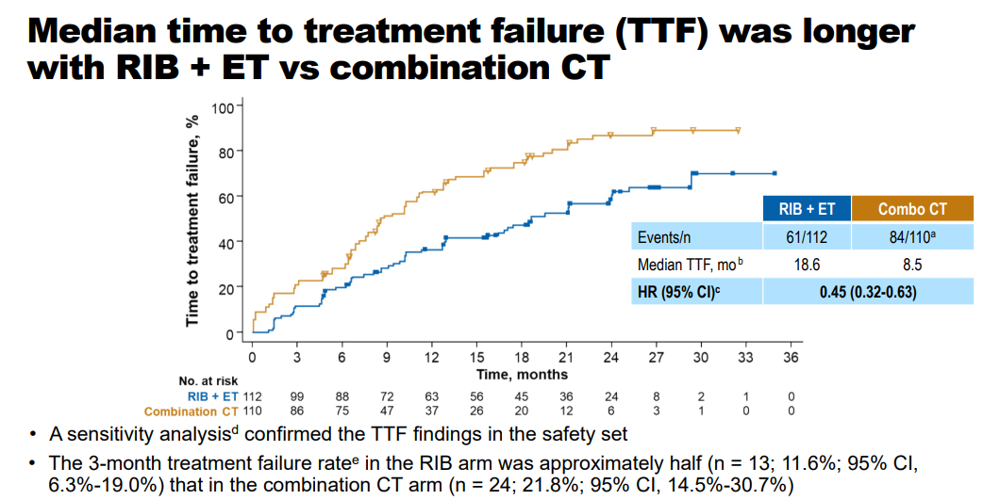 Median time to treatment failure (TTF) was longer
with RIB + ET vs combination CT
Time to treatment failure, %
100
80
60
40
20
0
0 3 6 9 12 15 18 21 24 27 30 33 36
Time, months
RIB + ET Combo CT
Events/n 61/112 84/110ᵃ
Median TTF, moᵇ 18.6 8.5
HR (95% CI)ᶜ 0.45 (0.32-0.63)
No. at risk
RIB + ET 112 99 88 72 63 56 45 36 24 8 2 1 0
Combination CT 110 86 75 47 37 26 20 12 6 3 1 0 0
• A sensitivity analysisᵈ confirmed the TTF findings in the safety set
• The 3-month treatment failure rateᵉ in the RIB arm was approximately half (n = 13; 11.6%; 95% CI,
6.3%-19.0%) that in the combination CT arm (n = 24; 21.8%; 95% CI, 14.5%-30.7%)